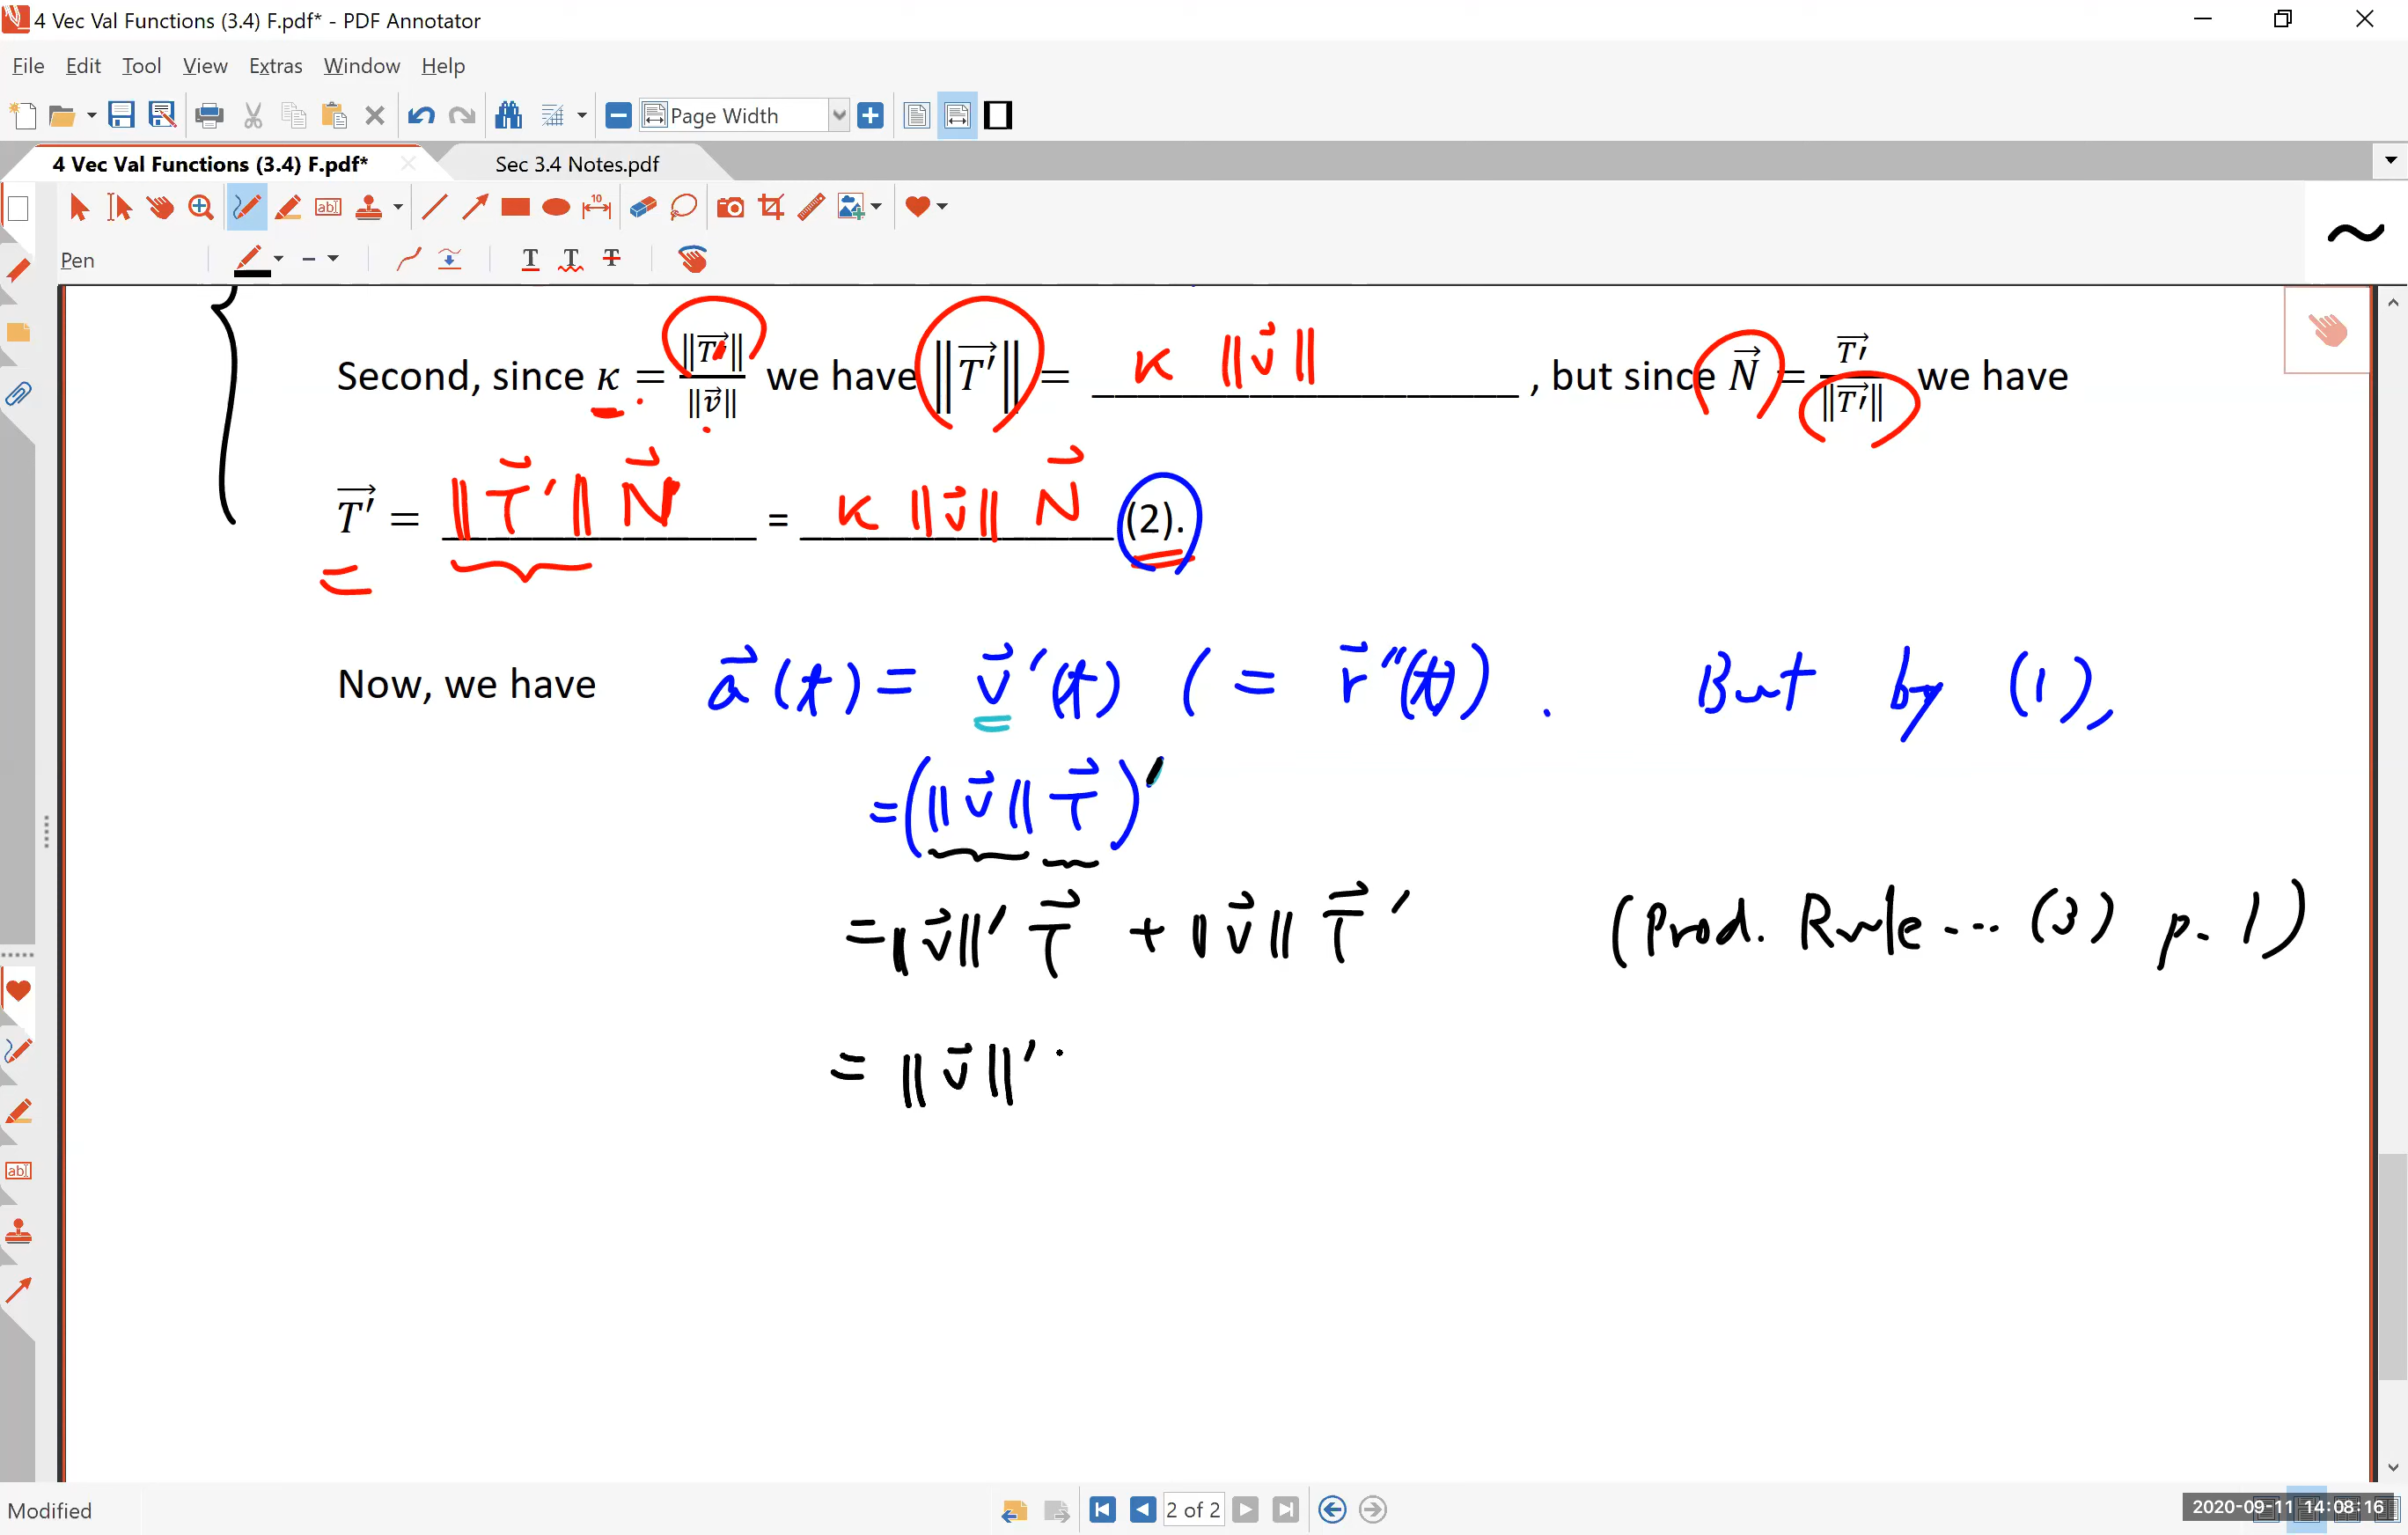 4 Vec Val Functions (3.4) F.pdf* - PDF Annotator
File Edit Tool View Extras Window Help
Page Width
4 Vec Val Functions (3.4) F.pdf* Sec 3.4 Notes.pdf
ab 10
Pen T T T
Second, since κ = ‖T⃗′‖ / ‖v⃗‖ we have ‖T⃗′‖ = κ ‖v⃗‖ , but since N⃗ = T⃗′ / ‖T⃗′‖ we have
T⃗′ = ‖T⃗′‖ N⃗ = κ ‖v⃗‖ N⃗ (2).
Now, we have a⃗(t) = v⃗′(t) ( = r⃗″(t)) . But by (1),
= (‖v⃗‖ T⃗)′
= ‖v⃗‖′ T⃗ + ‖v⃗‖ T⃗′ (Prod. Rule ... (3) p. 1)
= ‖v⃗‖′
ab
Modified 2 of 2 2020-09-11 14:08:16